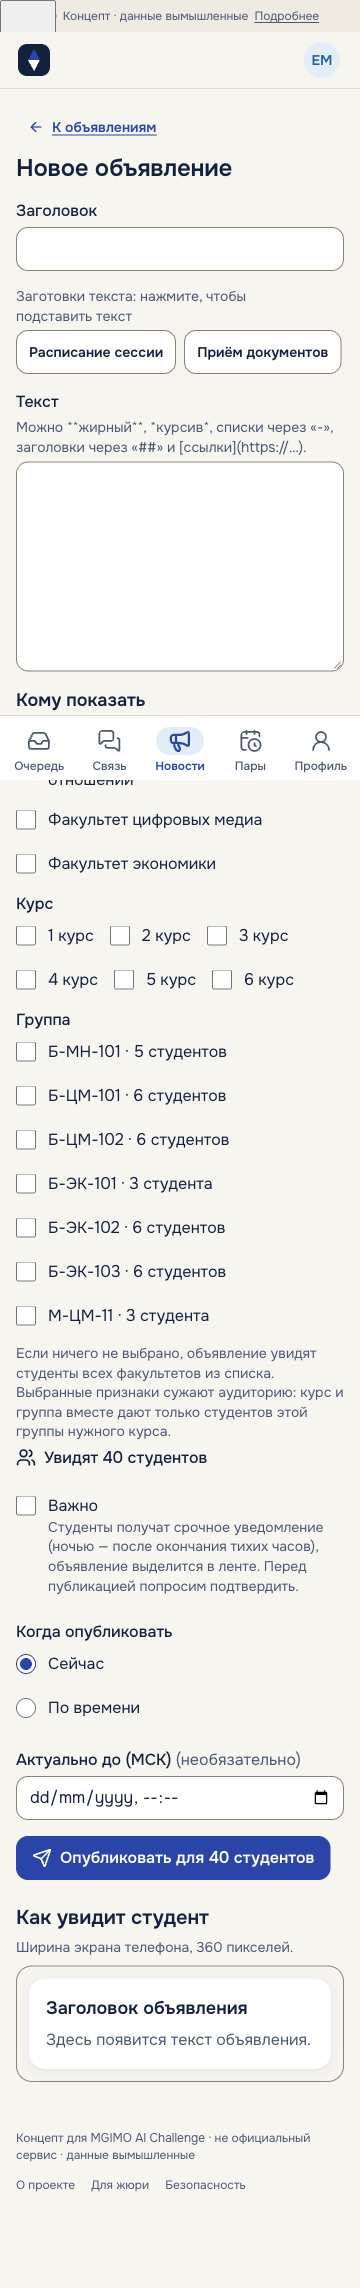 Концепт · данные вымышленные Подробнее
ЕМ
← К объявлениям
Новое объявление
Заголовок
Заготовки текста: нажмите, чтобы
подставить текст
Расписание сессии Приём документов
Текст
Можно **жирный**, *курсив*, списки через «-»,
заголовки через «##» и [ссылки](https://…).
Кому показать
Очередь Связь Новости Пары Профиль
отношений
Факультет цифровых медиа
Факультет экономики
Курс
1 курс 2 курс 3 курс
4 курс 5 курс 6 курс
Группа
Б-МН-101 · 5 студентов
Б-ЦМ-101 · 6 студентов
Б-ЦМ-102 · 6 студентов
Б-ЭК-101 · 3 студента
Б-ЭК-102 · 6 студентов
Б-ЭК-103 · 6 студентов
М-ЦМ-11 · 3 студента
Если ничего не выбрано, объявление увидят
студенты всех факультетов из списка.
Выбранные признаки сужают аудиторию: курс и
группа вместе дают только студентов этой
группы нужного курса.
Увидят 40 студентов
Важно
Студенты получат срочное уведомление
(ночью — после окончания тихих часов),
объявление выделится в ленте. Перед
публикацией попросим подтвердить.
Когда опубликовать
Сейчас
По времени
Актуально до (МСК) (необязательно)
dd/mm/yyyy, --:--
Опубликовать для 40 студентов
Как увидит студент
Ширина экрана телефона, 360 пикселей.
Заголовок объявления
Здесь появится текст объявления.
Концепт для MGIMO AI Challenge · не официальный
сервис · данные вымышленные
О проекте Для жюри Безопасность